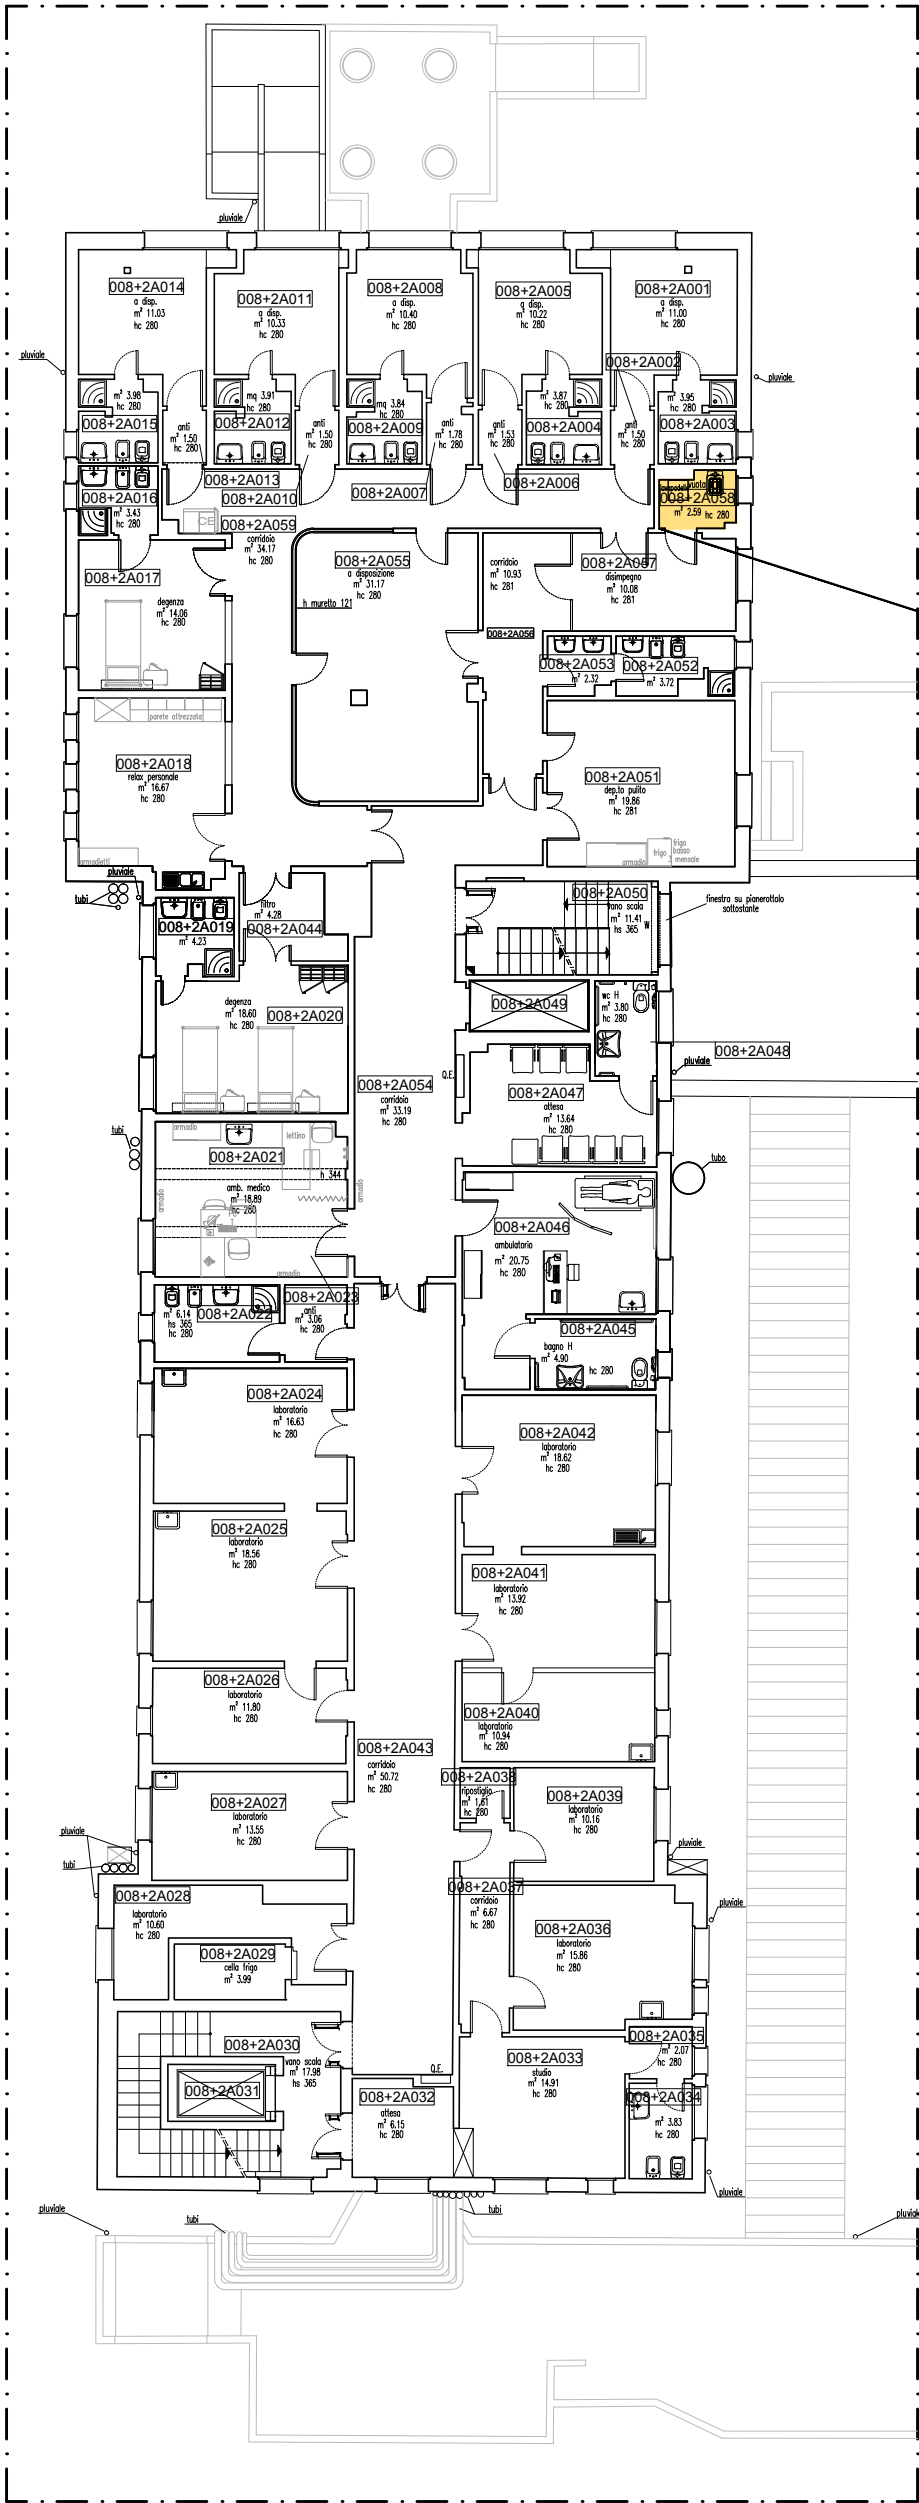 pluviale
008+2A014
a disp.
m² 11.03
hc 280
008+2A011
a disp.
m² 10.33
hc 280
008+2A008
a disp.
m² 10.40
hc 280
008+2A005
a disp.
m² 10.22
hc 280
008+2A001
a disp.
m² 11.00
hc 280
pluviale
pluviale
008+2A002
m² 3.98
hc 280
008+2A015
anti
m² 1.50
hc 280
mq 3.91
hc 280
008+2A012
anti
m² 1.50
hc 280
mq 3.84
hc 280
008+2A009
anti
m² 1.78
hc 280
anti
m² 1.53
hc 280
m² 3.87
hc 280
008+2A004
anti
m² 1.50
hc 280
m² 3.95
hc 280
008+2A003
008+2A013
008+2A010
008+2A007
008+2A006
vuota
008+2A058
m² 2.59
hc 280
008+2A016
m² 3.43
hc 280
CE
008+2A059
corridoio
m² 34.17
hc 280
008+2A055
a disposizione
m² 31.17
hc 280
h muretto 121
corridoio
m² 10.93
hc 281
008+2A056
008+2A057
disimpegno
m² 10.08
hc 281
008+2A017
degenza
m² 14.06
hc 280
008+2A053
m² 2.32
008+2A052
m² 3.72
parete attrezzata
008+2A018
relax personale
m² 16.67
hc 280
armadietti
008+2A051
dep.to pulito
m² 19.86
hc 281
armadio
frigo
frigo
basso
mensole
pluviale
tubi
008+2A019
m² 4.23
filtro
m² 4.28
008+2A044
008+2A050
vano scala
m² 11.41
hs 365
finestra su pianerottolo
sottostante
degenza
m² 18.60
hc 280
008+2A020
008+2A049
wc H
m² 3.80
hc 280
008+2A048
pluviale
008+2A054
corridoio
m² 33.19
hc 280
Q.E.
008+2A047
attesa
m² 13.64
hc 280
tubi
armadio
008+2A021
lettino
h 344
amb. medico
m² 18.89
hc 280
armadio
armadio
armadio
tubo
008+2A046
ambulatorio
m² 20.75
hc 280
m² 6.14
hs 365
hc 280
008+2A022
008+2A023
anti
m² 3.06
hc 280
008+2A045
bagno H
m² 4.90
hc 280
008+2A024
laboratorio
m² 16.63
hc 280
008+2A042
laboratorio
m² 18.62
hc 280
008+2A025
laboratorio
m² 18.56
hc 280
008+2A041
laboratorio
m² 13.92
hc 280
008+2A026
laboratorio
m² 11.80
hc 280
008+2A040
laboratorio
m² 10.94
hc 280
008+2A043
corridoio
m² 50.72
hc 280
008+2A027
laboratorio
m² 13.55
hc 280
008+2A038
ripostiglio
m² 1.61
hc 280
008+2A039
laboratorio
m² 10.16
hc 280
pluviale
tubi
pluviale
008+2A028
laboratorio
m² 10.60
hc 280
008+2A037
corridoio
m² 6.67
hc 280
pluviale
008+2A036
laboratorio
m² 15.86
hc 280
008+2A029
cella frigo
m² 3.99
008+2A030
vano scala
m² 17.98
hs 365
008+2A031
Q.E.
008+2A032
attesa
m² 6.15
hc 280
008+2A033
studio
m² 14.91
hc 280
008+2A035
m² 2.07
hc 280
008+2A034
m² 3.83
hc 280
pluviale
tubi
tubi
pluviale